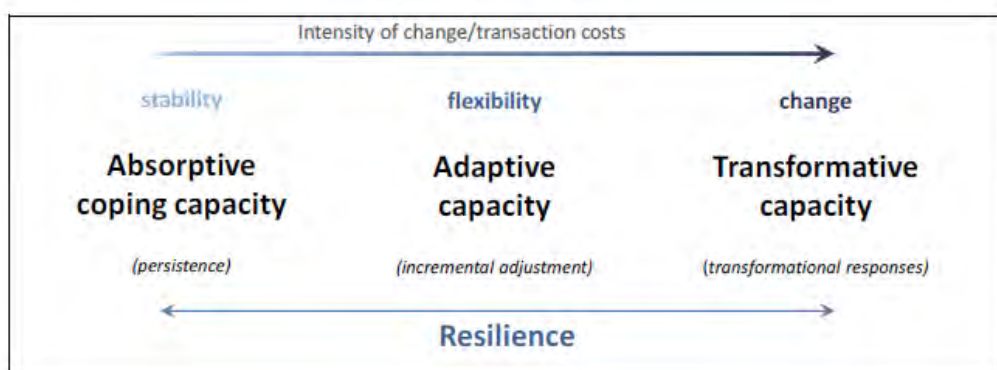 Intensity of change/transaction costs
stability flexibility change
Absorptive Adaptive Transformative
coping capacity capacity capacity
(persistence) (incremental adjustment) (transformational responses)
Resilience